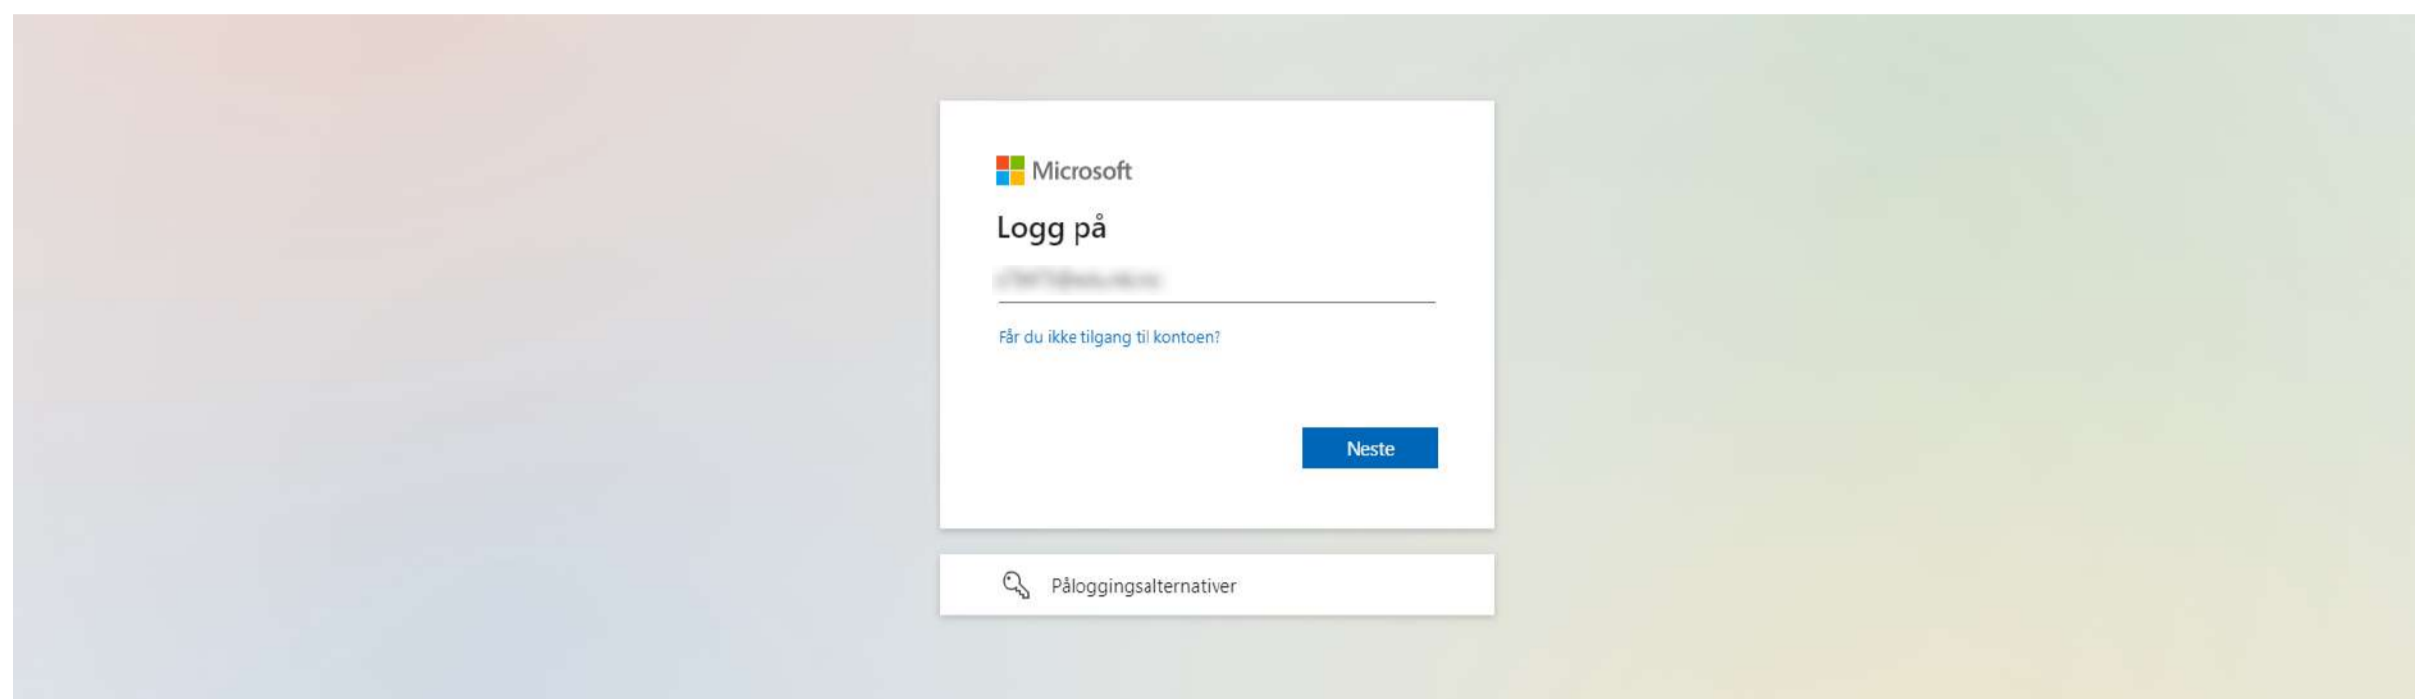 Microsoft
Logg på
Får du ikke tilgang til kontoen?
Neste
Påloggingsalternativer